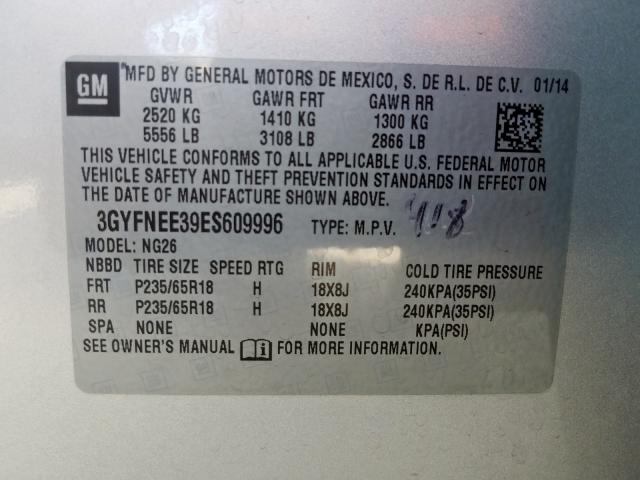 GM
MFD BY GENERAL MOTORS DE MEXICO, S. DE R.L. DE C.V. 01/14
GVWR GAWR FRT GAWR RR
2520 KG 1410 KG 1300 KG
5556 LB 3108 LB 2866 LB
THIS VEHICLE CONFORMS TO ALL APPLICABLE U.S. FEDERAL MOTOR
VEHICLE SAFETY AND THEFT PREVENTION STANDARDS IN EFFECT ON
THE DATE OF MANUFACTURE SHOWN ABOVE.
3GYFNEE39ES609996 TYPE: M.P.V. 418
MODEL: NG26
NBBD TIRE SIZE SPEED RTG RIM COLD TIRE PRESSURE
FRT P235/65R18 H 18X8J 240KPA(35PSI)
RR P235/65R18 H 18X8J 240KPA(35PSI)
SPA NONE NONE KPA(PSI)
SEE OWNER'S MANUAL FOR MORE INFORMATION.